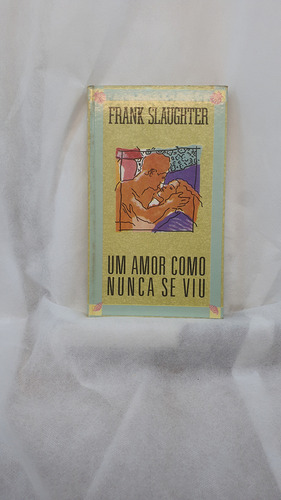 FRANK SLAUGHTER
UM AMOR COMO
NUNCA SE VIU